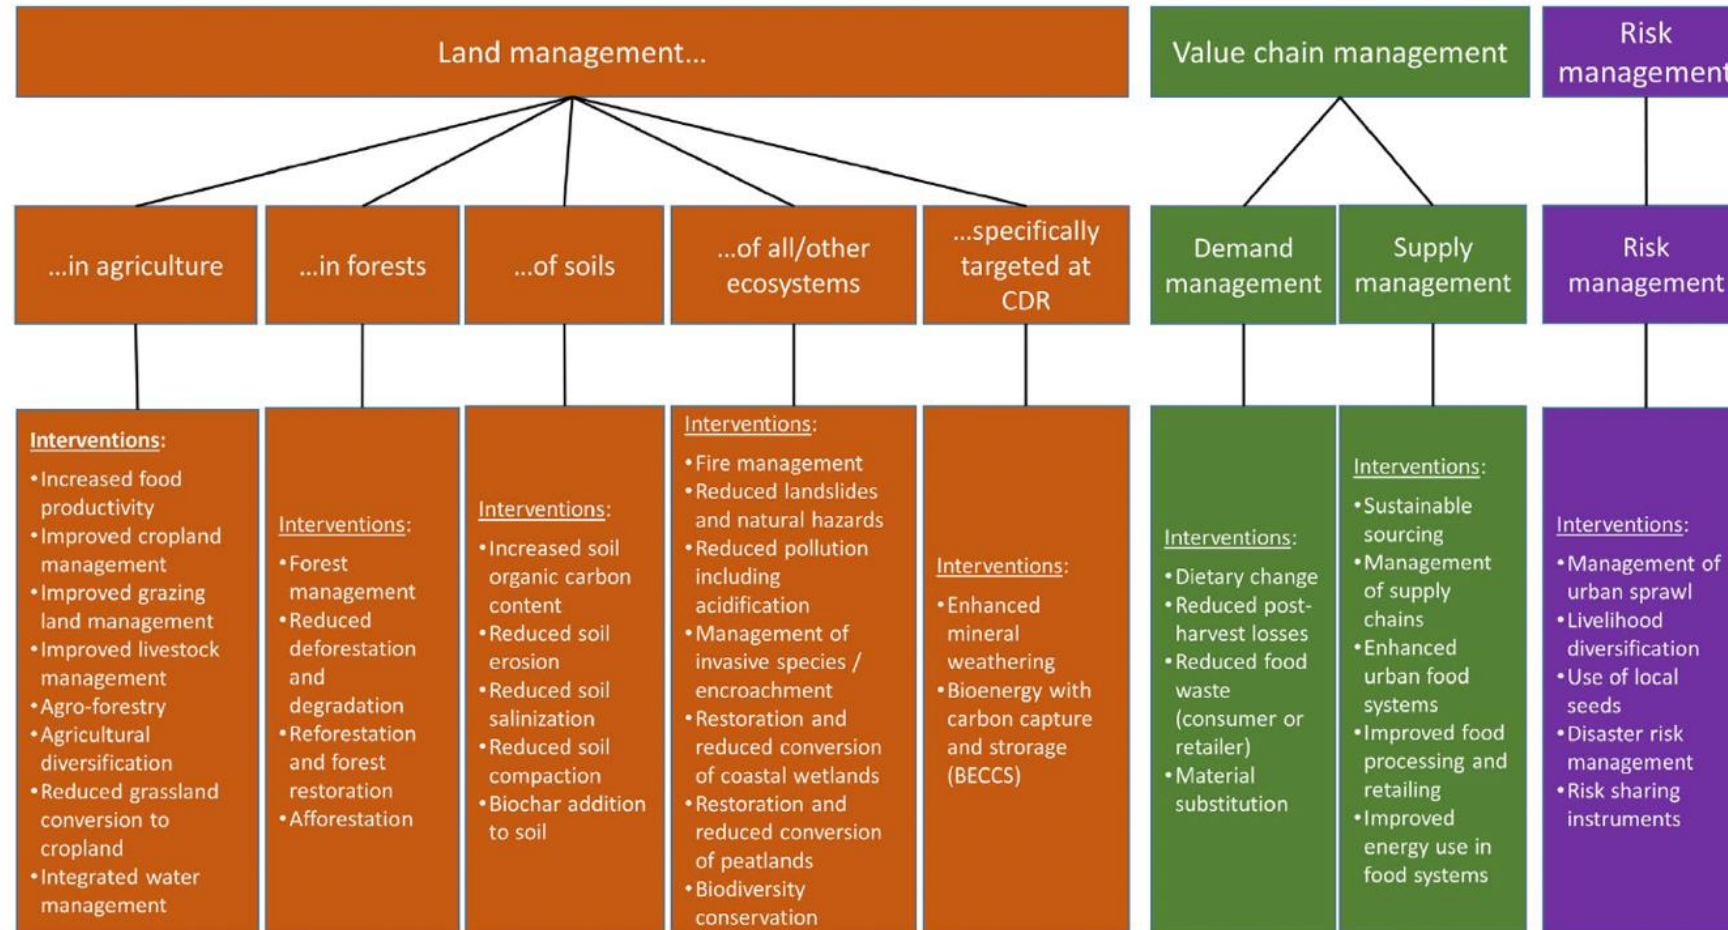 Land management...
Value chain management
Risk
management
...in agriculture
...in forests
...of soils
...of all/other
ecosystems
...specifically
targeted at
CDR
Demand
management
Supply
management
Risk
management
Interventions:
•Increased food
productivity
•Improved cropland
management
•Improved grazing
land management
•Improved livestock
management
•Agro-forestry
•Agricultural
diversification
•Reduced grassland
conversion to
cropland
•Integrated water
management
Interventions:
•Forest
management
•Reduced
deforestation
and
degradation
•Reforestation
and forest
restoration
•Afforestation
Interventions:
•Increased soil
organic carbon
content
•Reduced soil
erosion
•Reduced soil
salinization
•Reduced soil
compaction
•Biochar addition
to soil
Interventions:
•Fire management
•Reduced landslides
and natural hazards
•Reduced pollution
including
acidification
•Management of
invasive species /
encroachment
•Restoration and
reduced conversion
of coastal wetlands
•Restoration and
reduced conversion
of peatlands
•Biodiversity
conservation
Interventions:
•Enhanced
mineral
weathering
•Bioenergy with
carbon capture
and strorage
(BECCS)
Interventions:
•Dietary change
•Reduced post-
harvest losses
•Reduced food
waste
(consumer or
retailer)
•Material
substitution
Interventions:
•Sustainable
sourcing
•Management
of supply
chains
•Enhanced
urban food
systems
•Improved food
processing and
retailing
•Improved
energy use in
food systems
Interventions:
•Management of
urban sprawl
•Livelihood
diversification
•Use of local
seeds
•Disaster risk
management
•Risk sharing
instruments